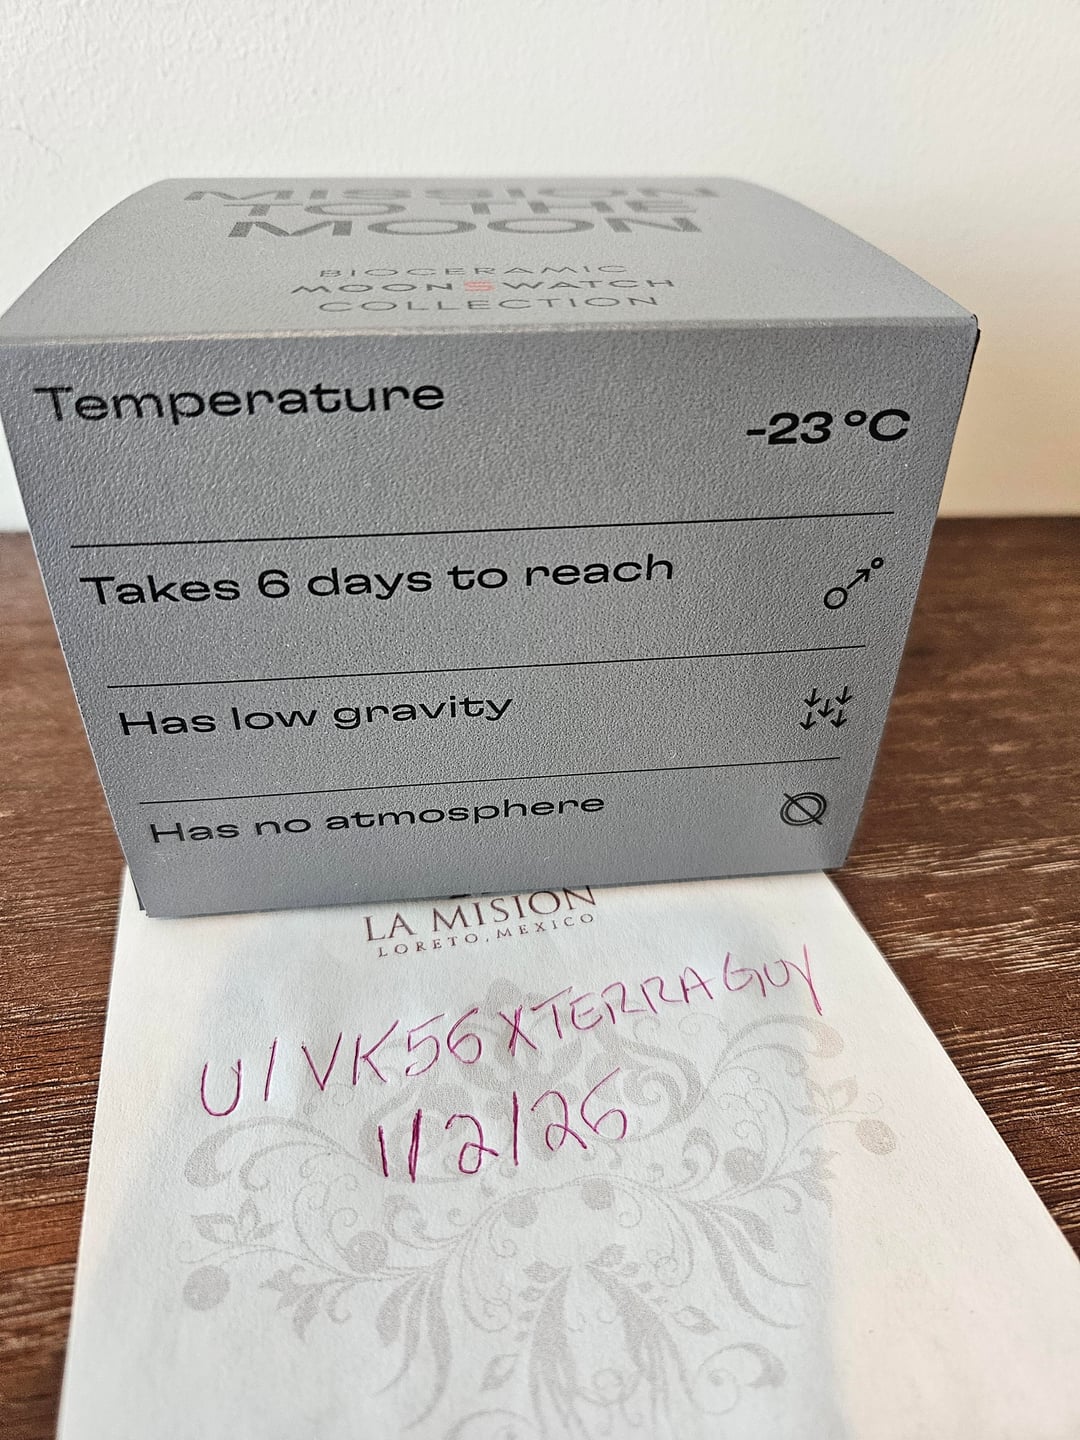 MISSION
TO THE
MOON
BIOCERAMIC
MOONSWATCH
COLLECTION
Temperature
-23 °C
Takes 6 days to reach
Has low gravity
Has no atmosphere
LA MISION
LORETO, MEXICO
U/VK56XTERRAGUY
1/2/26